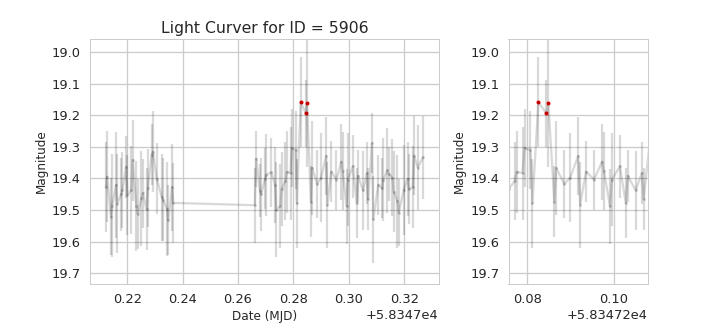 Light Curver for ID = 5906
19.0
19.1
19.2
19.3
19.4
19.5
19.6
19.7
Magnitude
0.22 0.24 0.26 0.28 0.30 0.32
Date (MJD) +5.8347e4
19.0
19.1
19.2
19.3
19.4
19.5
19.6
19.7
Magnitude
0.08 0.10
+5.83472e4